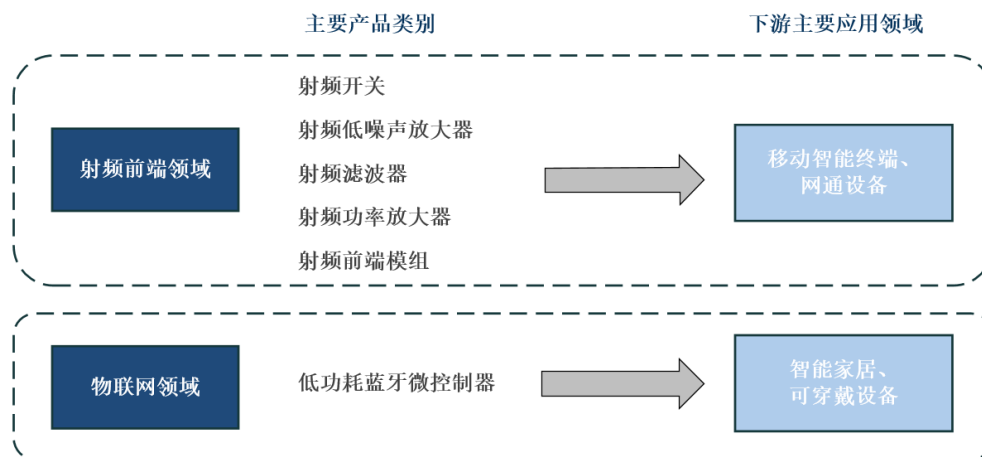 主要产品类别
下游主要应用领域
射频前端领域
射频开关
射频低噪声放大器
射频滤波器
射频功率放大器
射频前端模组
移动智能终端、
网通设备
物联网领域
低功耗蓝牙微控制器
智能家居、
可穿戴设备